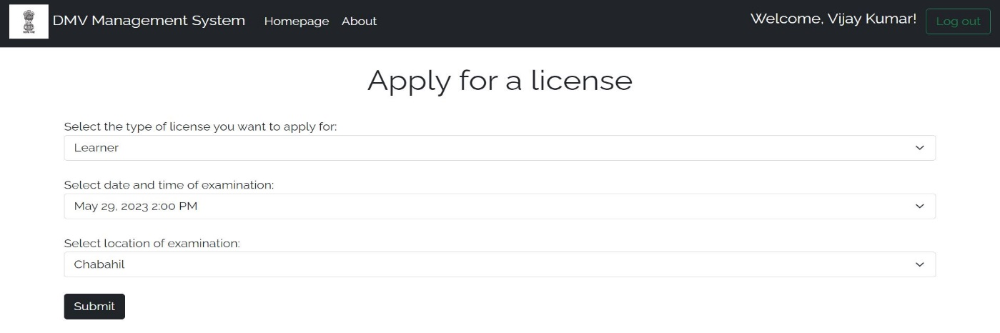 DMV Management System Homepage About Welcome, Vijay Kumar! Log out
Apply for a license
Select the type of license you want to apply for:
Learner
Select date and time of examination:
May 29, 2023 2:00 PM
Select location of examination:
Chabahil
Submit